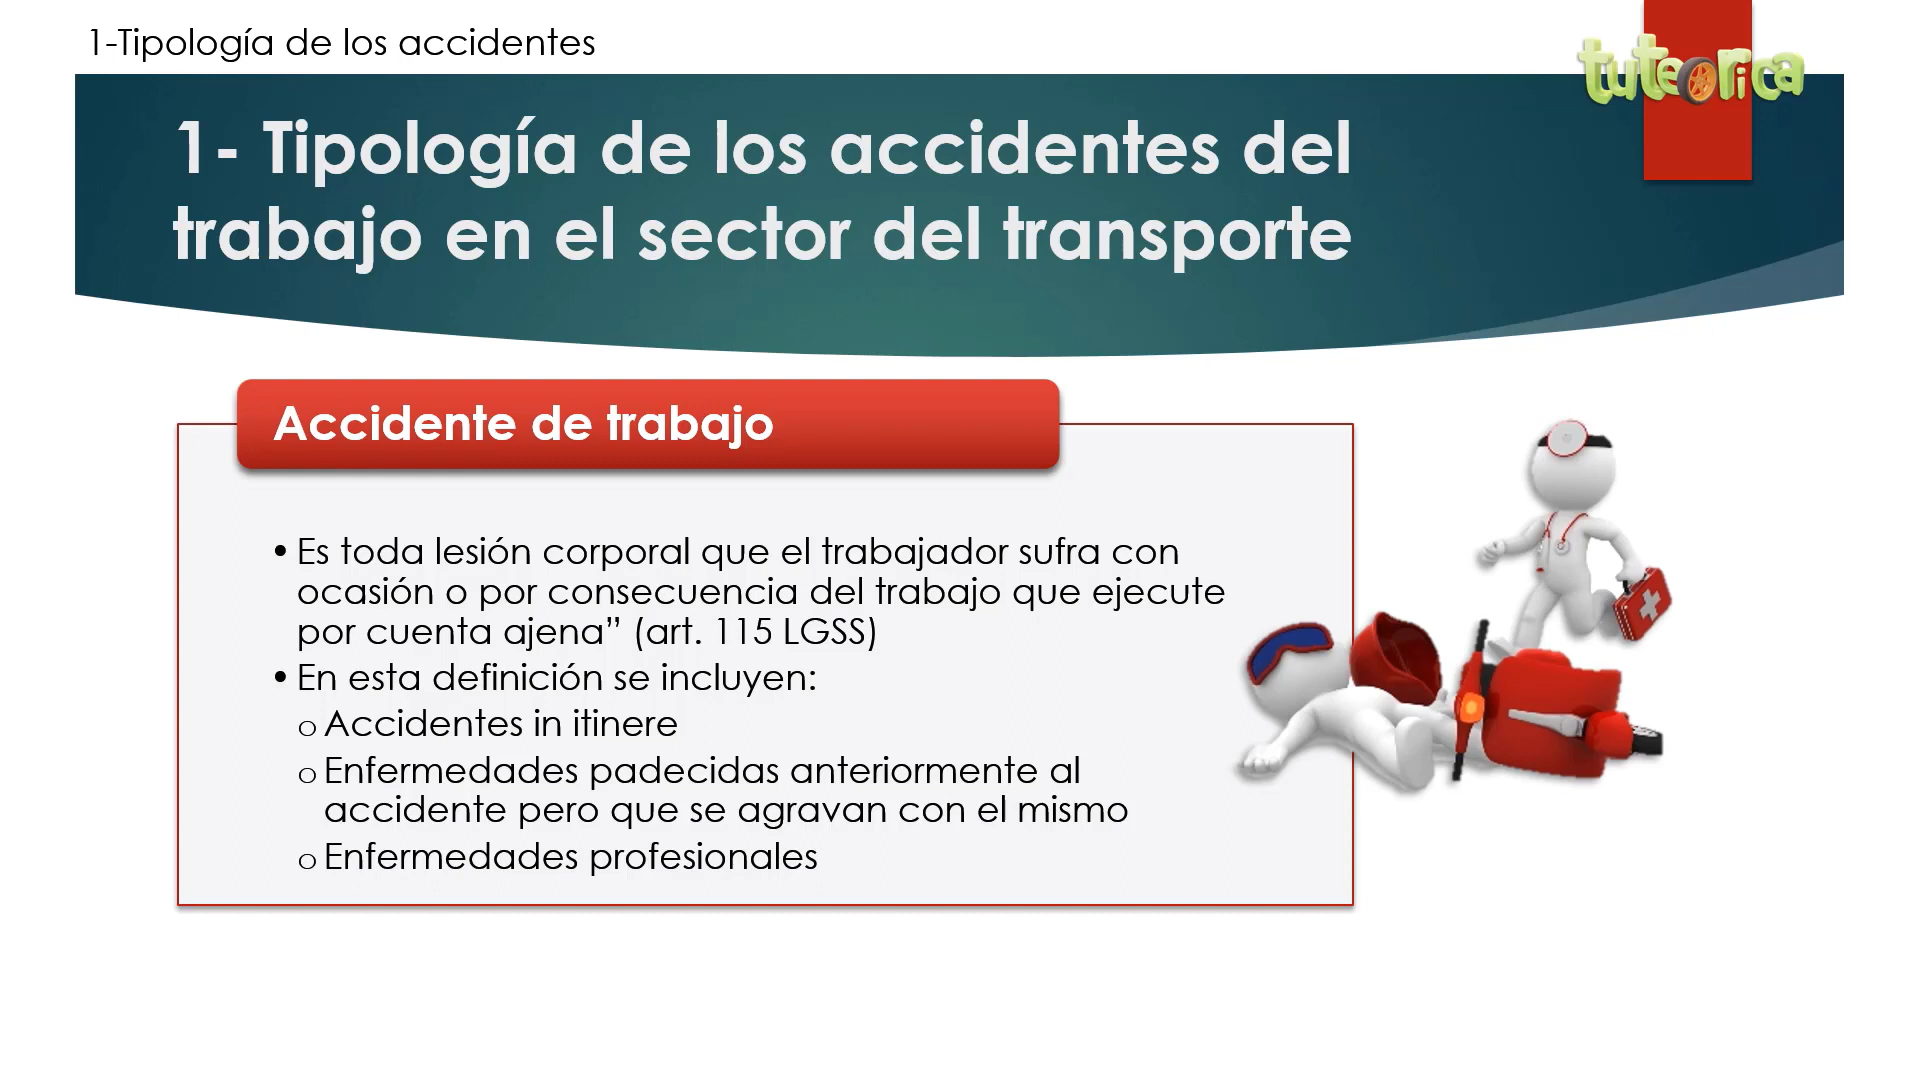 1-Tipología de los accidentes
tuteorica
1- Tipología de los accidentes del
trabajo en el sector del transporte
Accidente de trabajo
• Es toda lesión corporal que el trabajador sufra con
ocasión o por consecuencia del trabajo que ejecute
por cuenta ajena” (art. 115 LGSS)
• En esta definición se incluyen:
o Accidentes in itinere
o Enfermedades padecidas anteriormente al
accidente pero que se agravan con el mismo
o Enfermedades profesionales